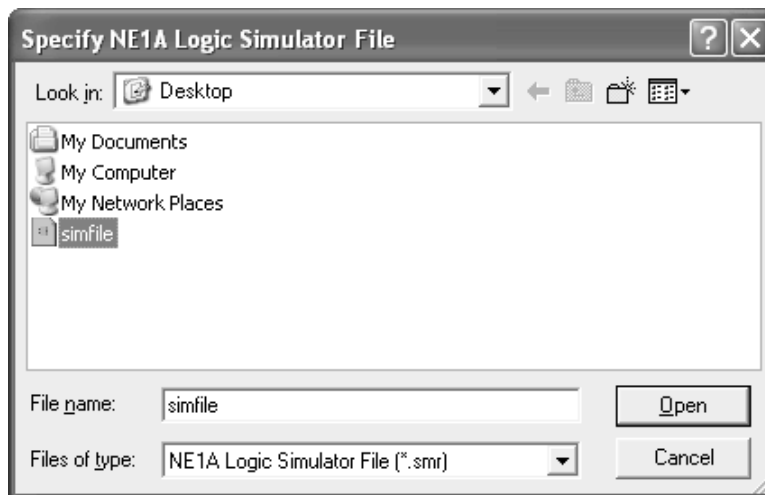 Specify NE1A Logic Simulator File
Look in: Desktop
My Documents
My Computer
My Network Places
simfile
File name: simfile Open
Files of type: NE1A Logic Simulator File (*.smr) Cancel